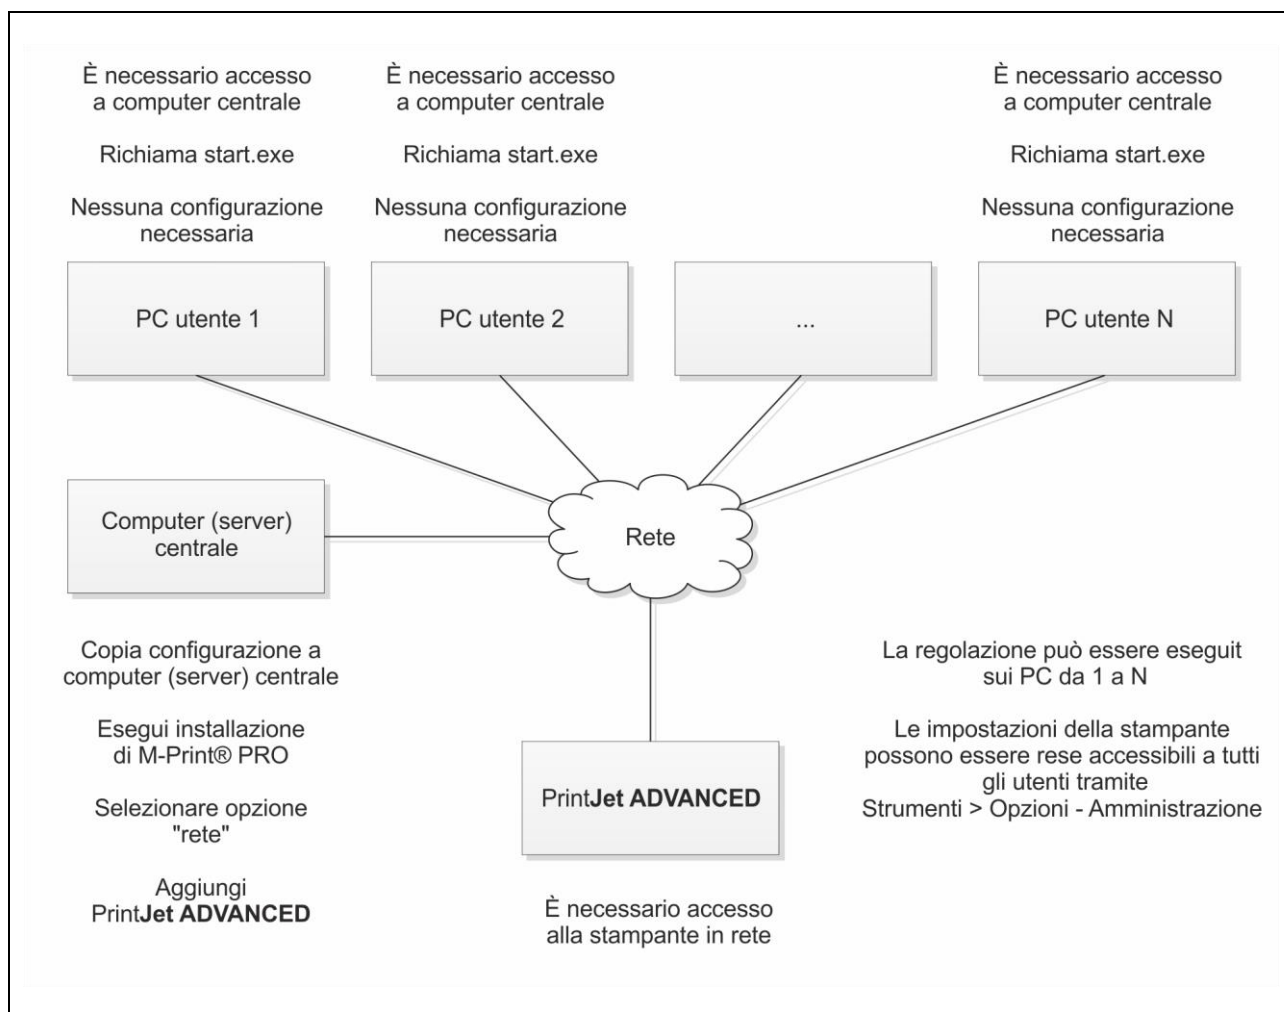 È necessario accesso
a computer centrale
Richiama start.exe
Nessuna configurazione
necessaria
PC utente 1
È necessario accesso
a computer centrale
Richiama start.exe
Nessuna configurazione
necessaria
PC utente 2
...
È necessario accesso
a computer centrale
Richiama start.exe
Nessuna configurazione
necessaria
PC utente N
Computer (server)
centrale
Rete
Copia configurazione a
computer (server) centrale
Esegui installazione
di M-Print® PRO
Selezionare opzione
"rete"
Aggiungi
PrintJet ADVANCED
PrintJet ADVANCED
È necessario accesso
alla stampante in rete
La regolazione può essere eseguit
sui PC da 1 a N
Le impostazioni della stampante
possono essere rese accessibili a tutti
gli utenti tramite
Strumenti > Opzioni - Amministrazione